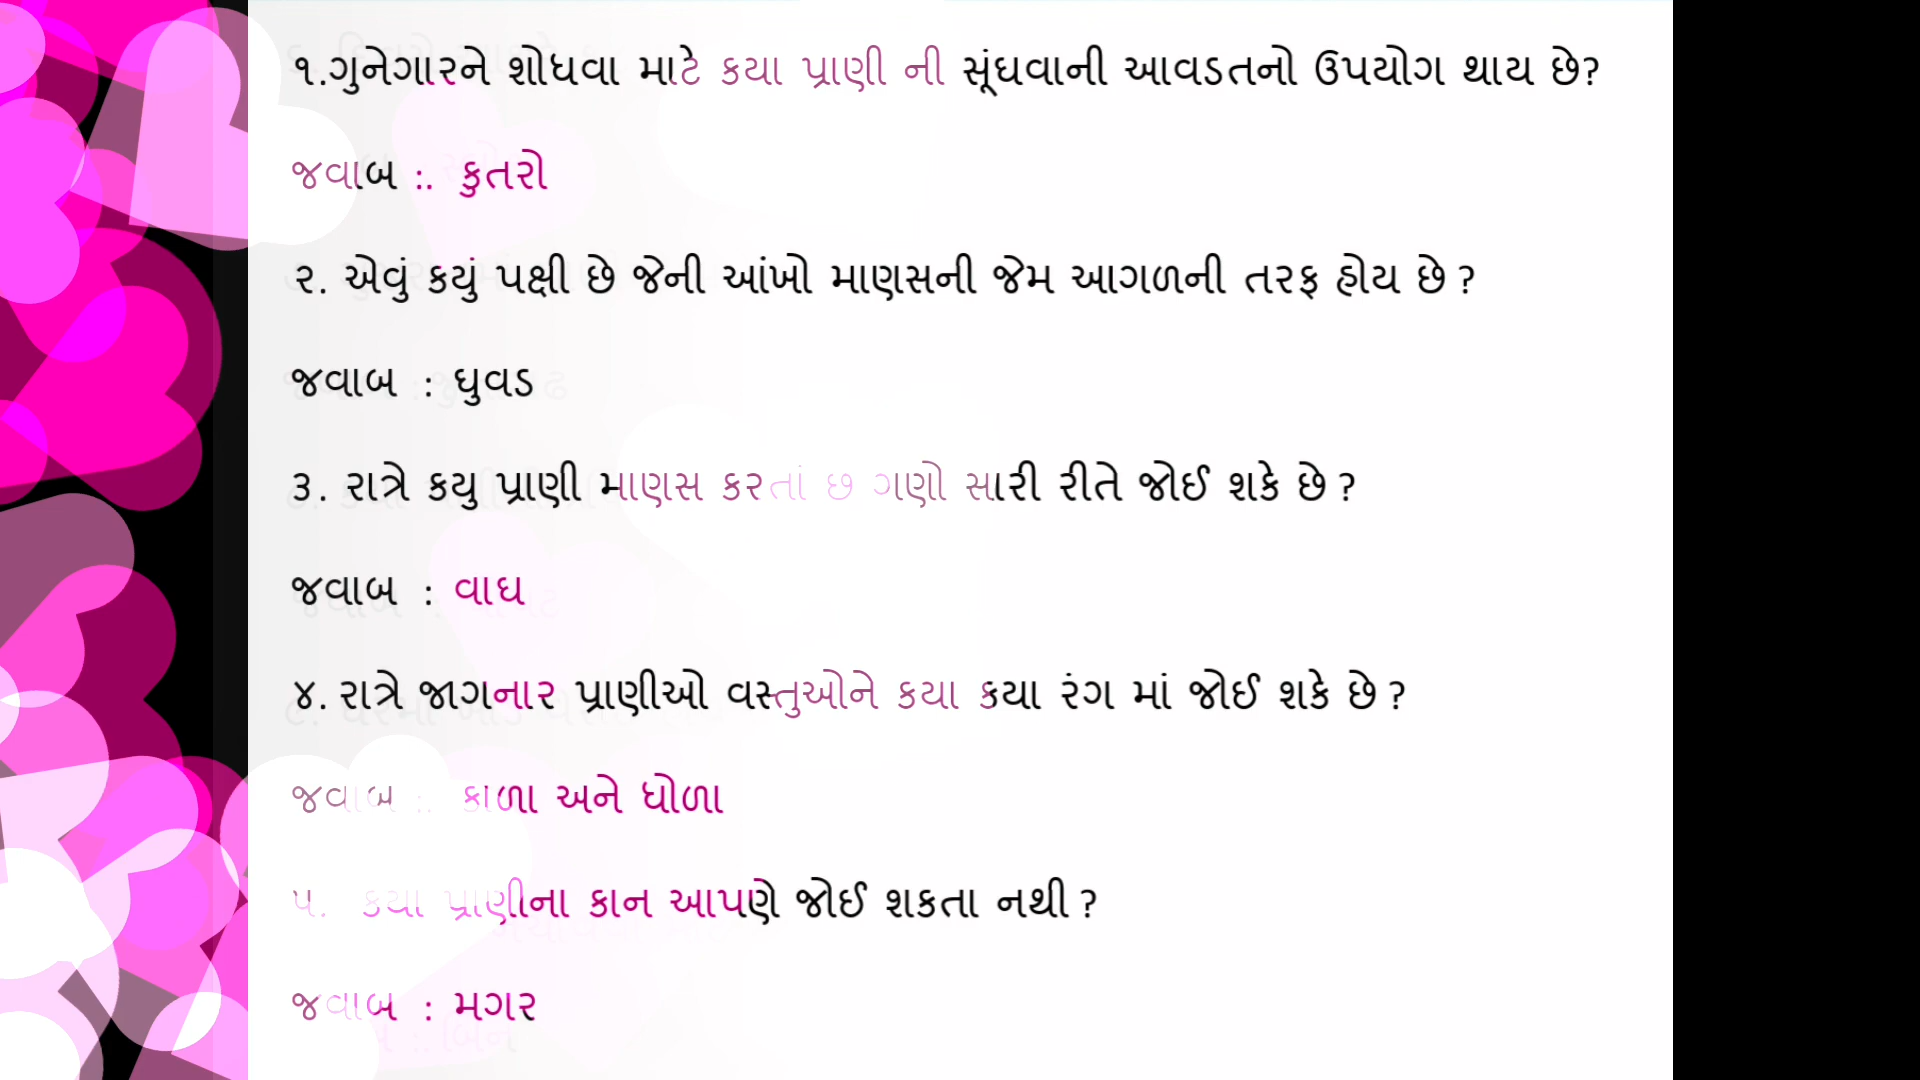 ૧.ગુનેગારને શોધવા માટે કયા પ્રાણી ની સૂંઘવાની આવડતનો ઉપયોગ થાય છે?
જવાબ :. કુતરો
૨. એવું કયું પક્ષી છે જેની આંખો માણસની જેમ આગળની તરફ હોય છે ?
જવાબ : ઘુવડ
૩. રાત્રે કયુ પ્રાણી માણસ કરતાં છ ગણો સારી રીતે જોઈ શકે છે ?
જવાબ : વાઘ
૪. રાત્રે જાગનાર પ્રાણીઓ વસ્તુઓને કયા કયા રંગ માં જોઈ શકે છે ?
જવાબ :. કાળા અને ધોળા
૫. કયા પ્રાણીના કાન આપણે જોઈ શકતા નથી ?
જવાબ : મગર